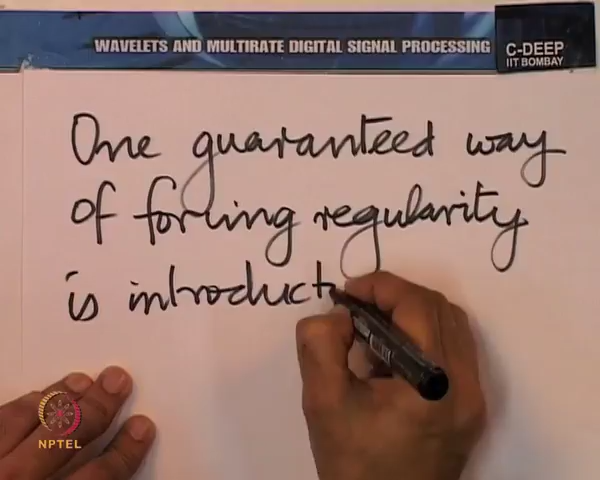 WAVELETS AND MULTIRATE DIGITAL SIGNAL PROCESSING
C-DEEP
IIT BOMBAY
One guaranteed way
of forcing regularity
is introduct
NPTEL